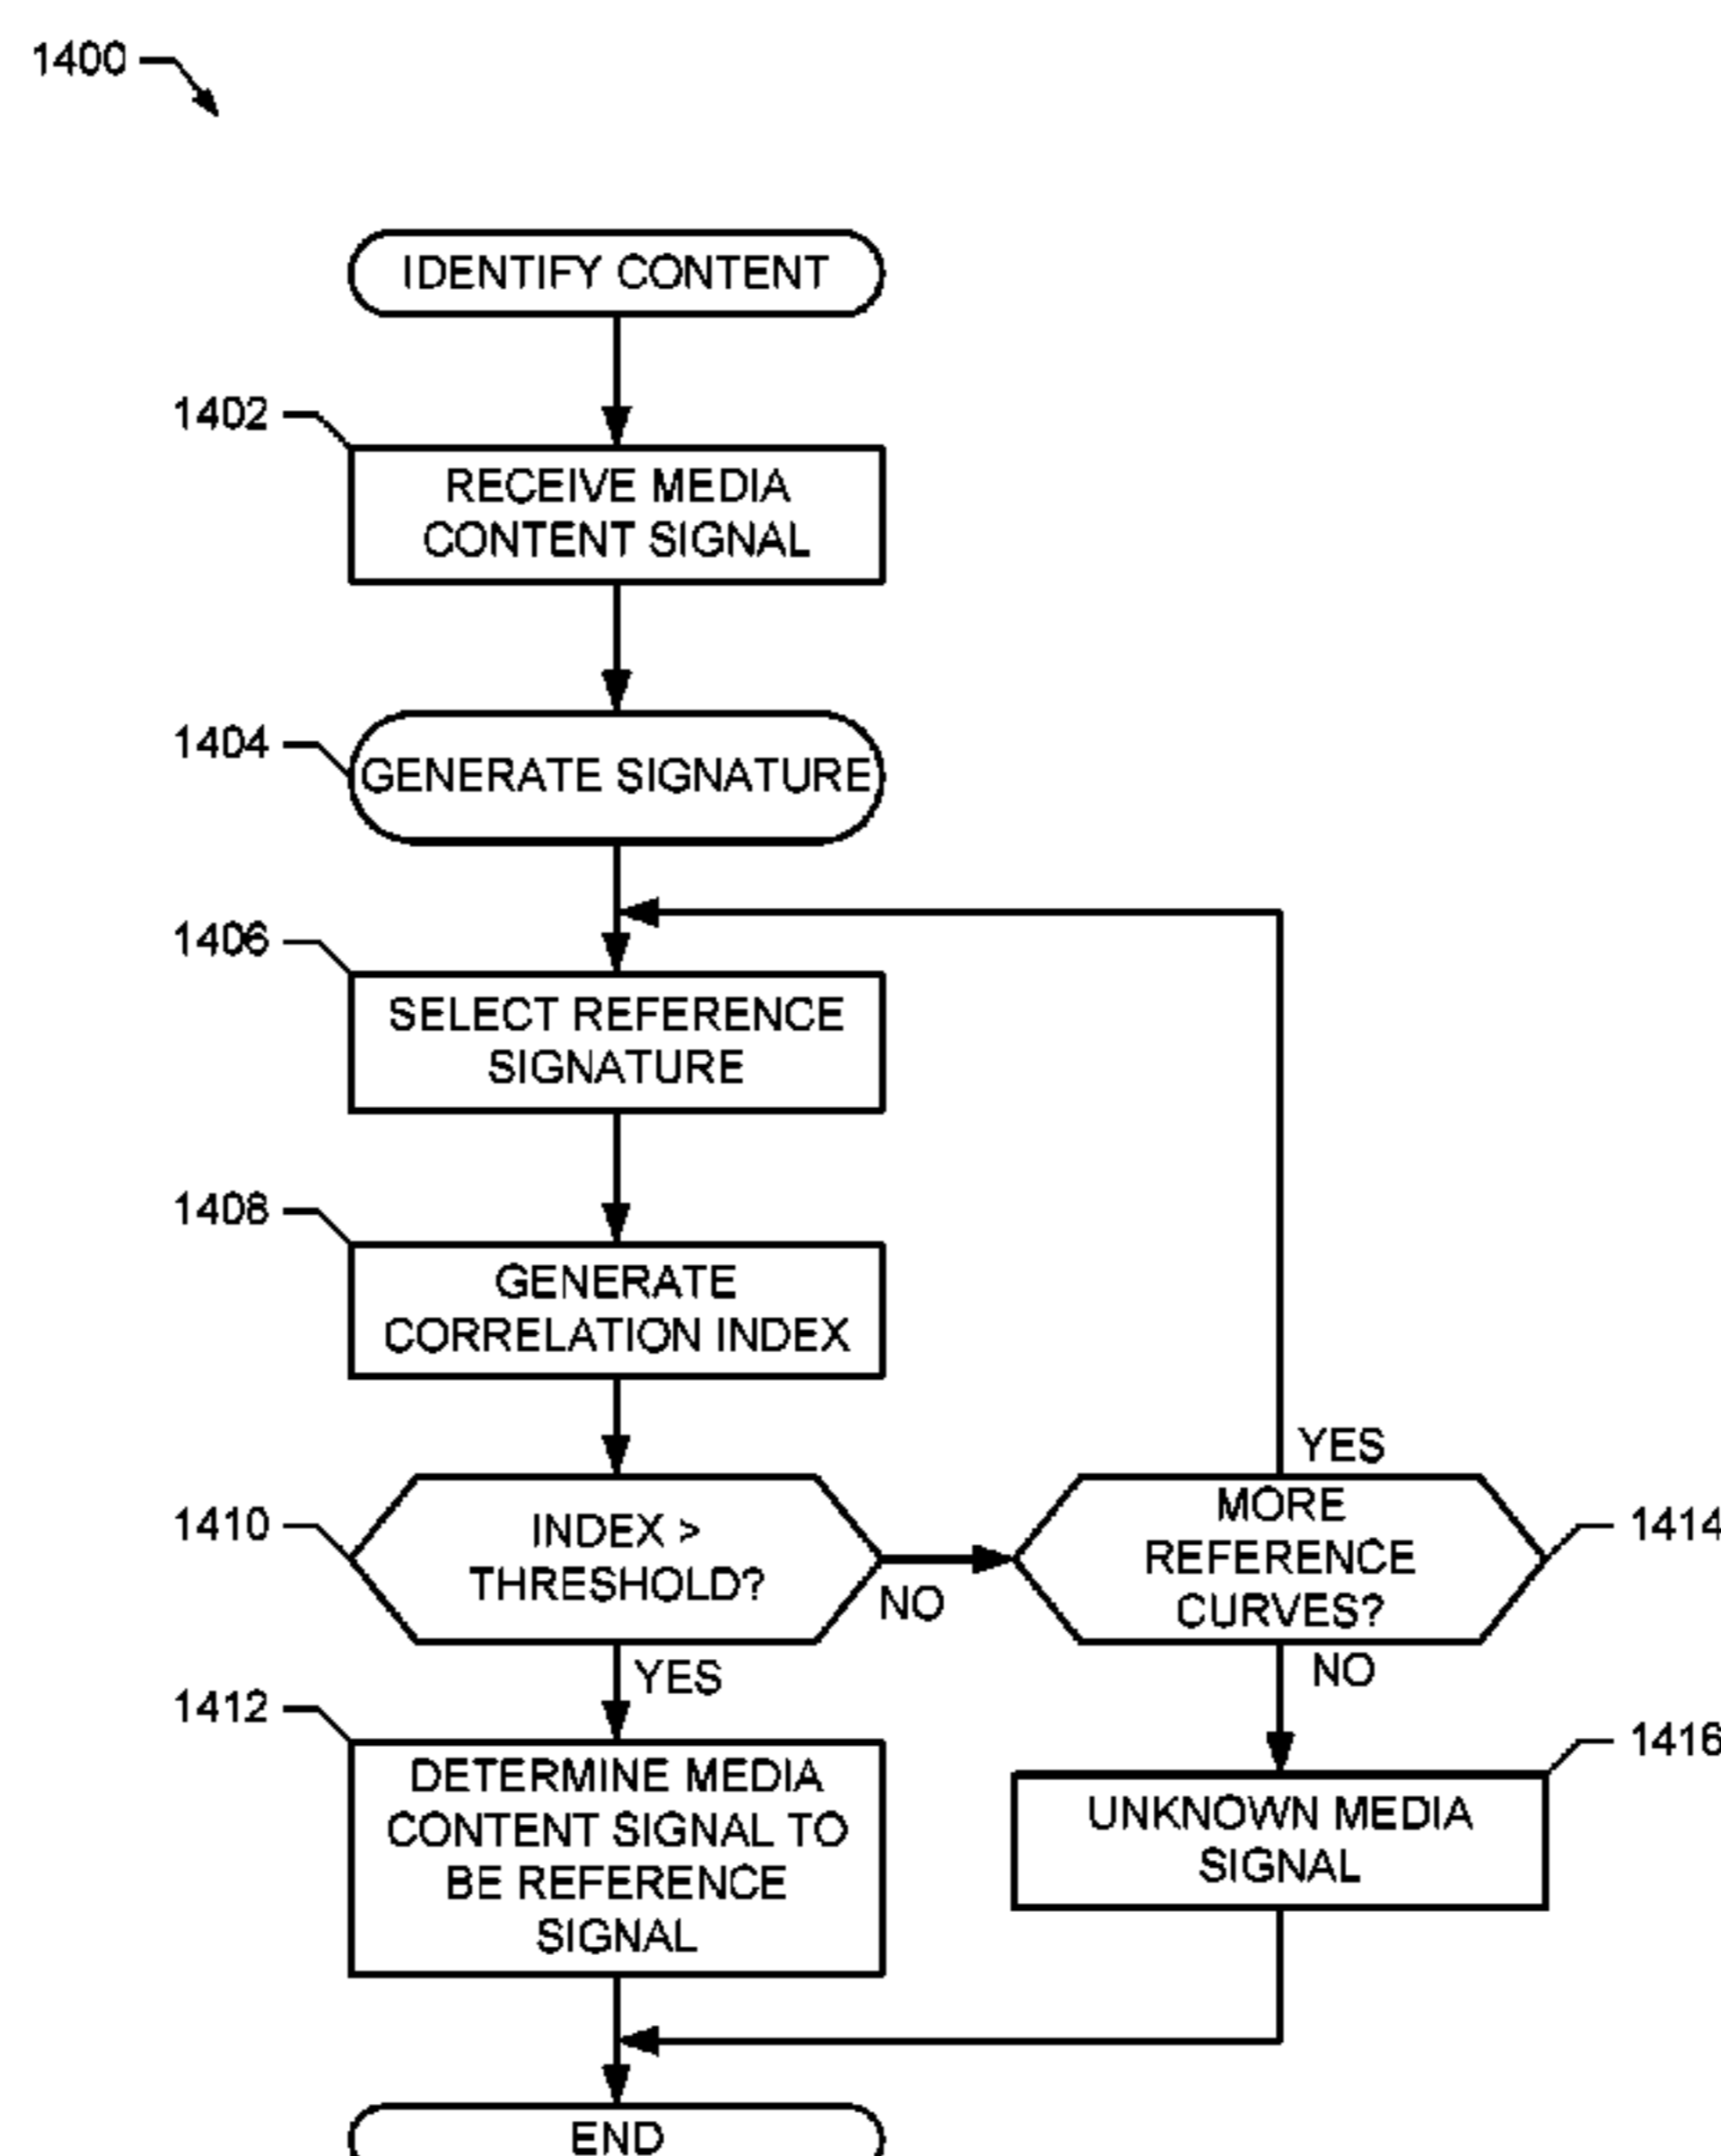 1400
IDENTIFY CONTENT
1402
RECEIVE MEDIA
CONTENT SIGNAL
1404
GENERATE SIGNATURE
1406
SELECT REFERENCE
SIGNATURE
1408
GENERATE
CORRELATION INDEX
1410
INDEX >
THRESHOLD?
NO
YES
MORE
REFERENCE
CURVES?
1414
YES
NO
1412
DETERMINE MEDIA
CONTENT SIGNAL TO
BE REFERENCE
SIGNAL
1416
UNKNOWN MEDIA
SIGNAL
END